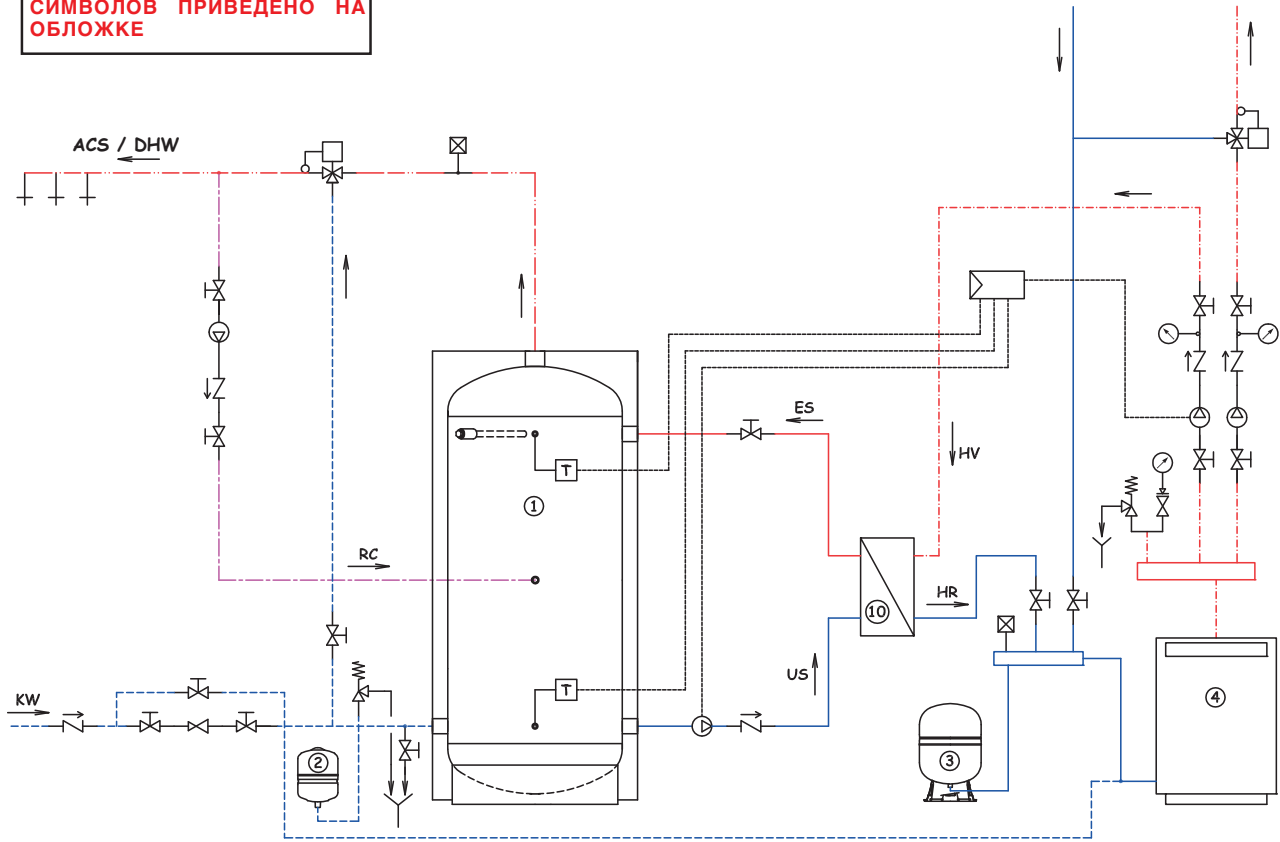 СИМВОЛОВ ПРИВЕДЕНО НА
ОБЛОЖКЕ
ACS / DHW
ES
HV
T
1
RC
HR
10
US
T
KW
2
3
4